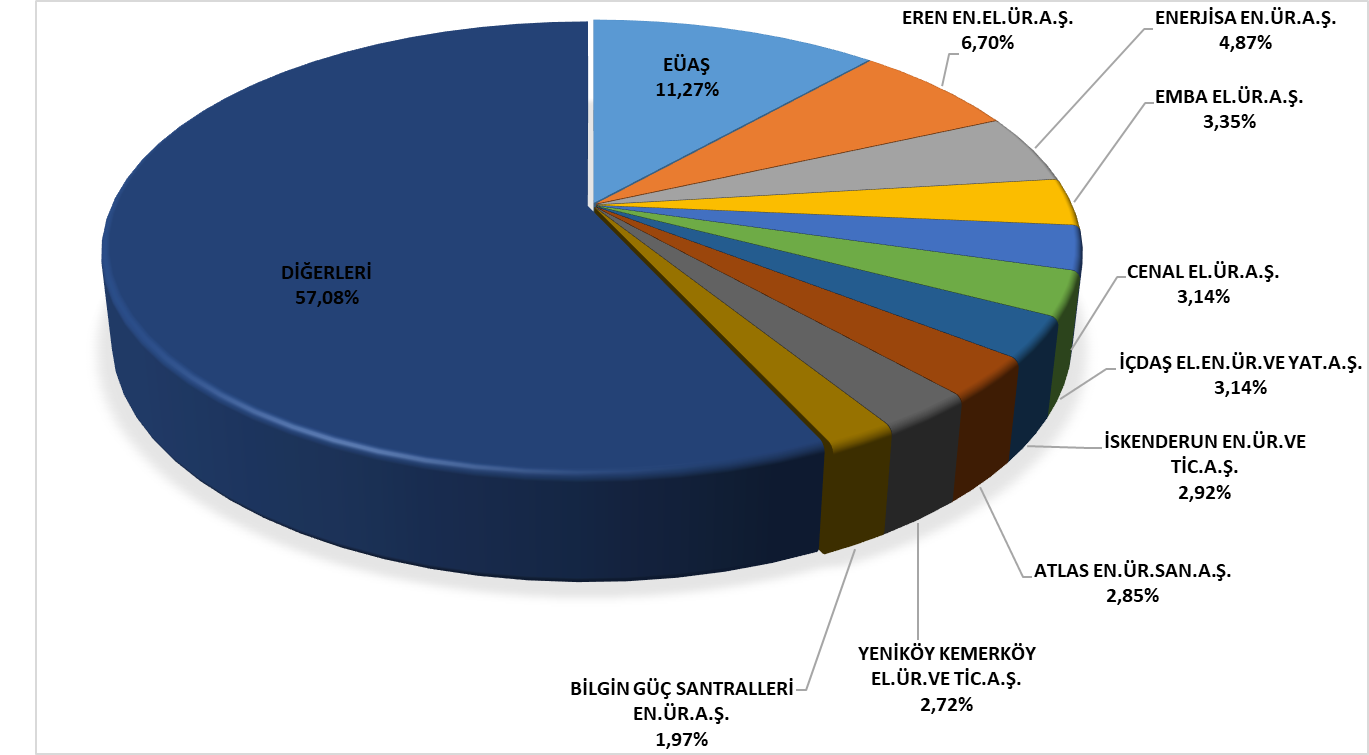 EÜAŞ
11,27%
EREN EN.EL.ÜR.A.Ş.
6,70%
ENERJİSA EN.ÜR.A.Ş.
4,87%
EMBA EL.ÜR.A.Ş.
3,35%
CENAL EL.ÜR.A.Ş.
3,14%
İÇDAŞ EL.EN.ÜR.VE YAT.A.Ş.
3,14%
İSKENDERUN EN.ÜR.VE
TİC.A.Ş.
2,92%
ATLAS EN.ÜR.SAN.A.Ş.
2,85%
YENİKÖY KEMERKÖY
EL.ÜR.VE TİC.A.Ş.
2,72%
BİLGİN GÜÇ SANTRALLERİ
EN.ÜR.A.Ş.
1,97%
DİĞERLERİ
57,08%